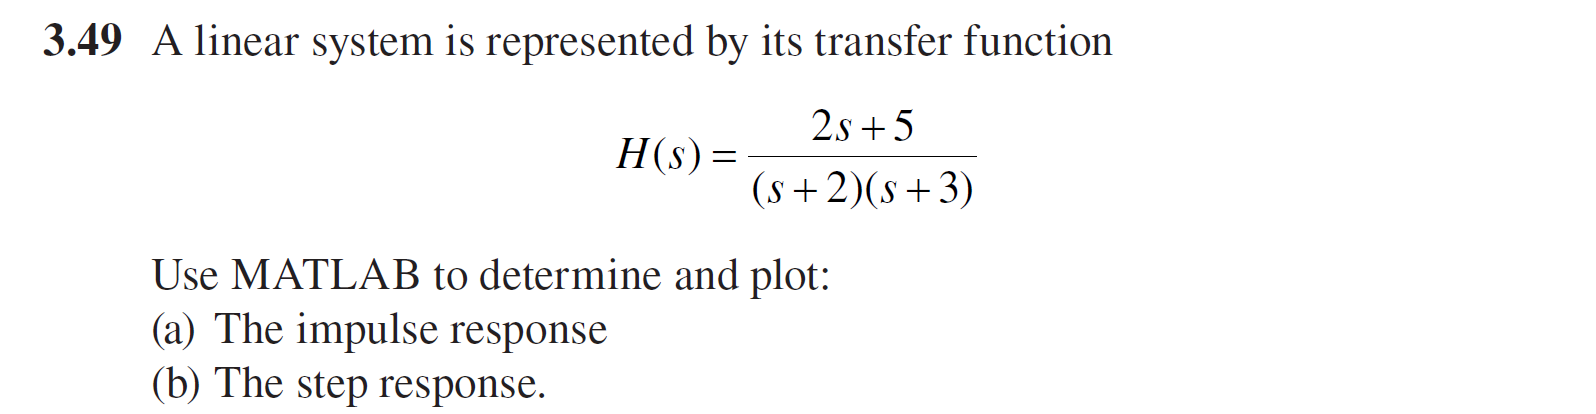 3.49 A linear system is represented by its transfer function
H(s) = \frac{2s+5}{(s+2)(s+3)}
Use MATLAB to determine and plot:
(a) The impulse response
(b) The step response.